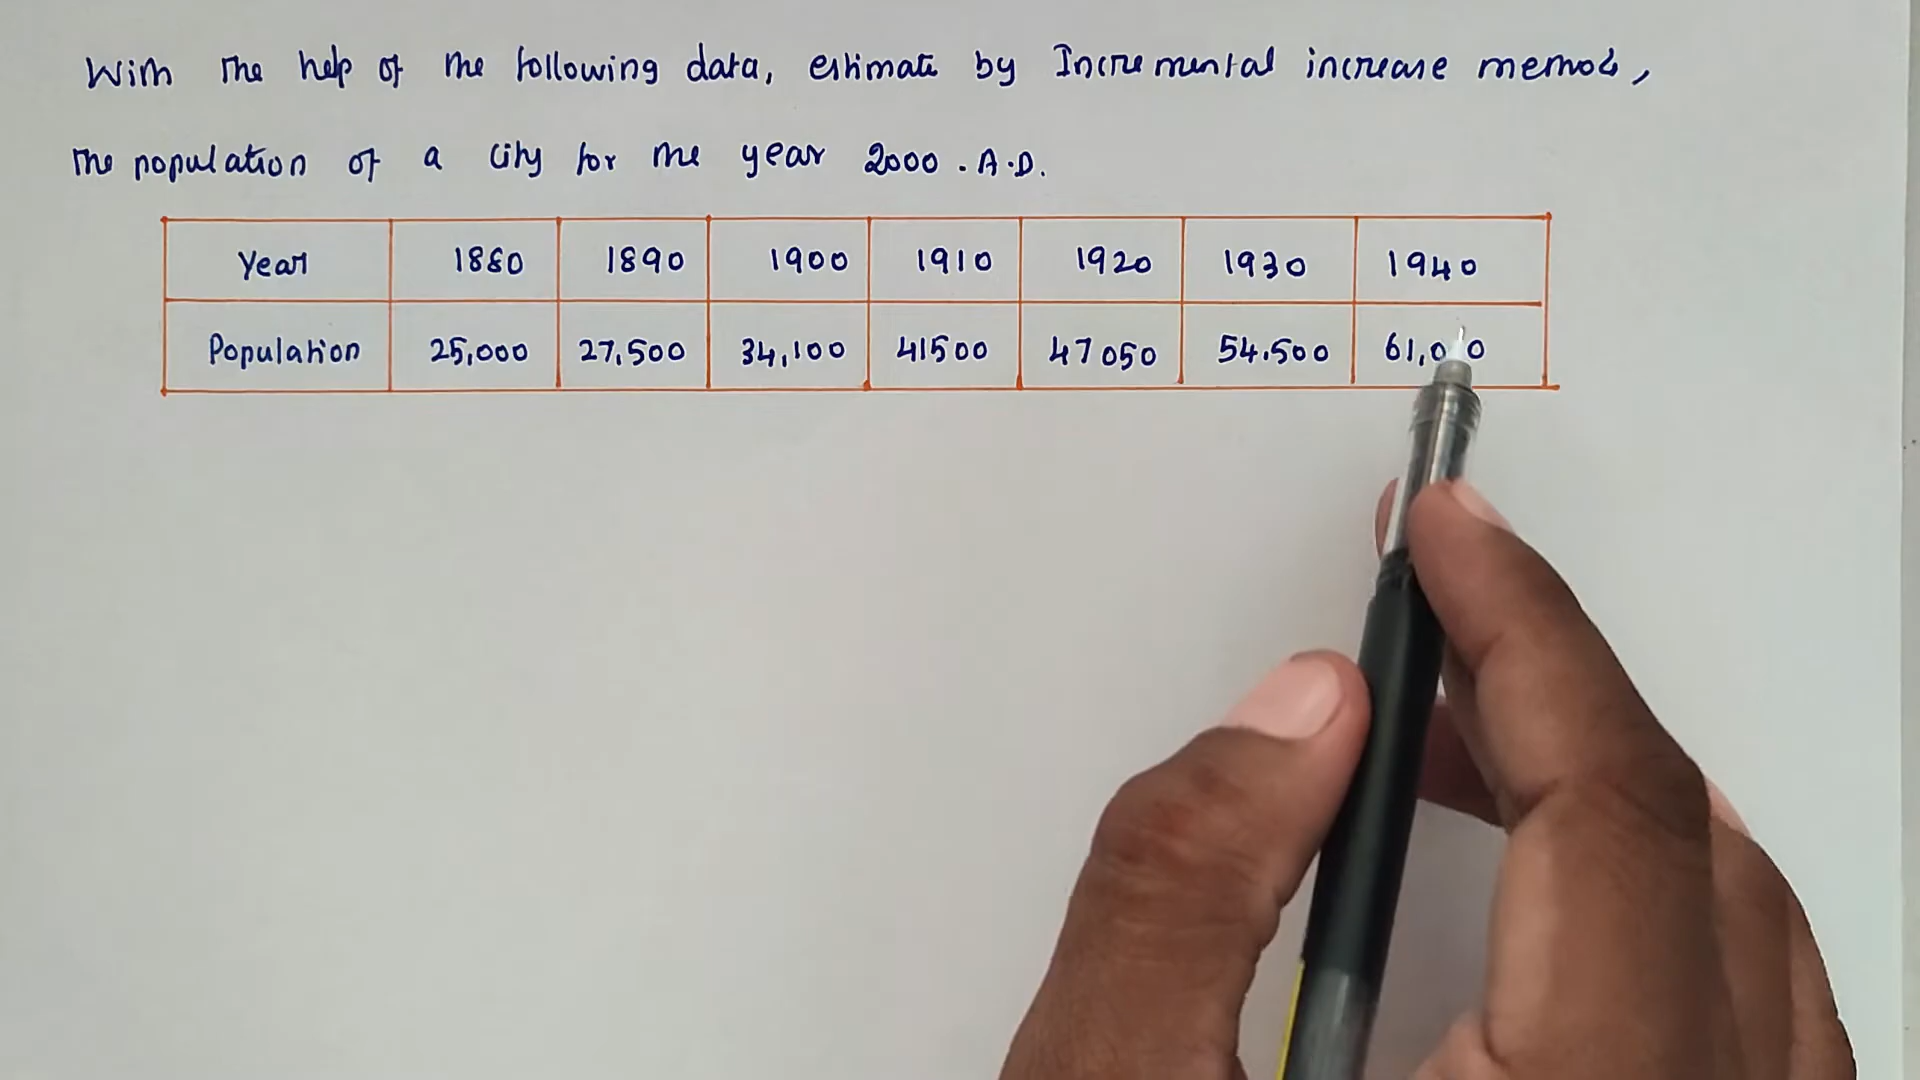 With the help of the following data, estimate by Incremental increase method,
the population of a city for the year 2000 . A.D.
Year 1880 1890 1900 1910 1920 1930 1940
Population 25,000 27,500 34,100 41500 47050 54.500